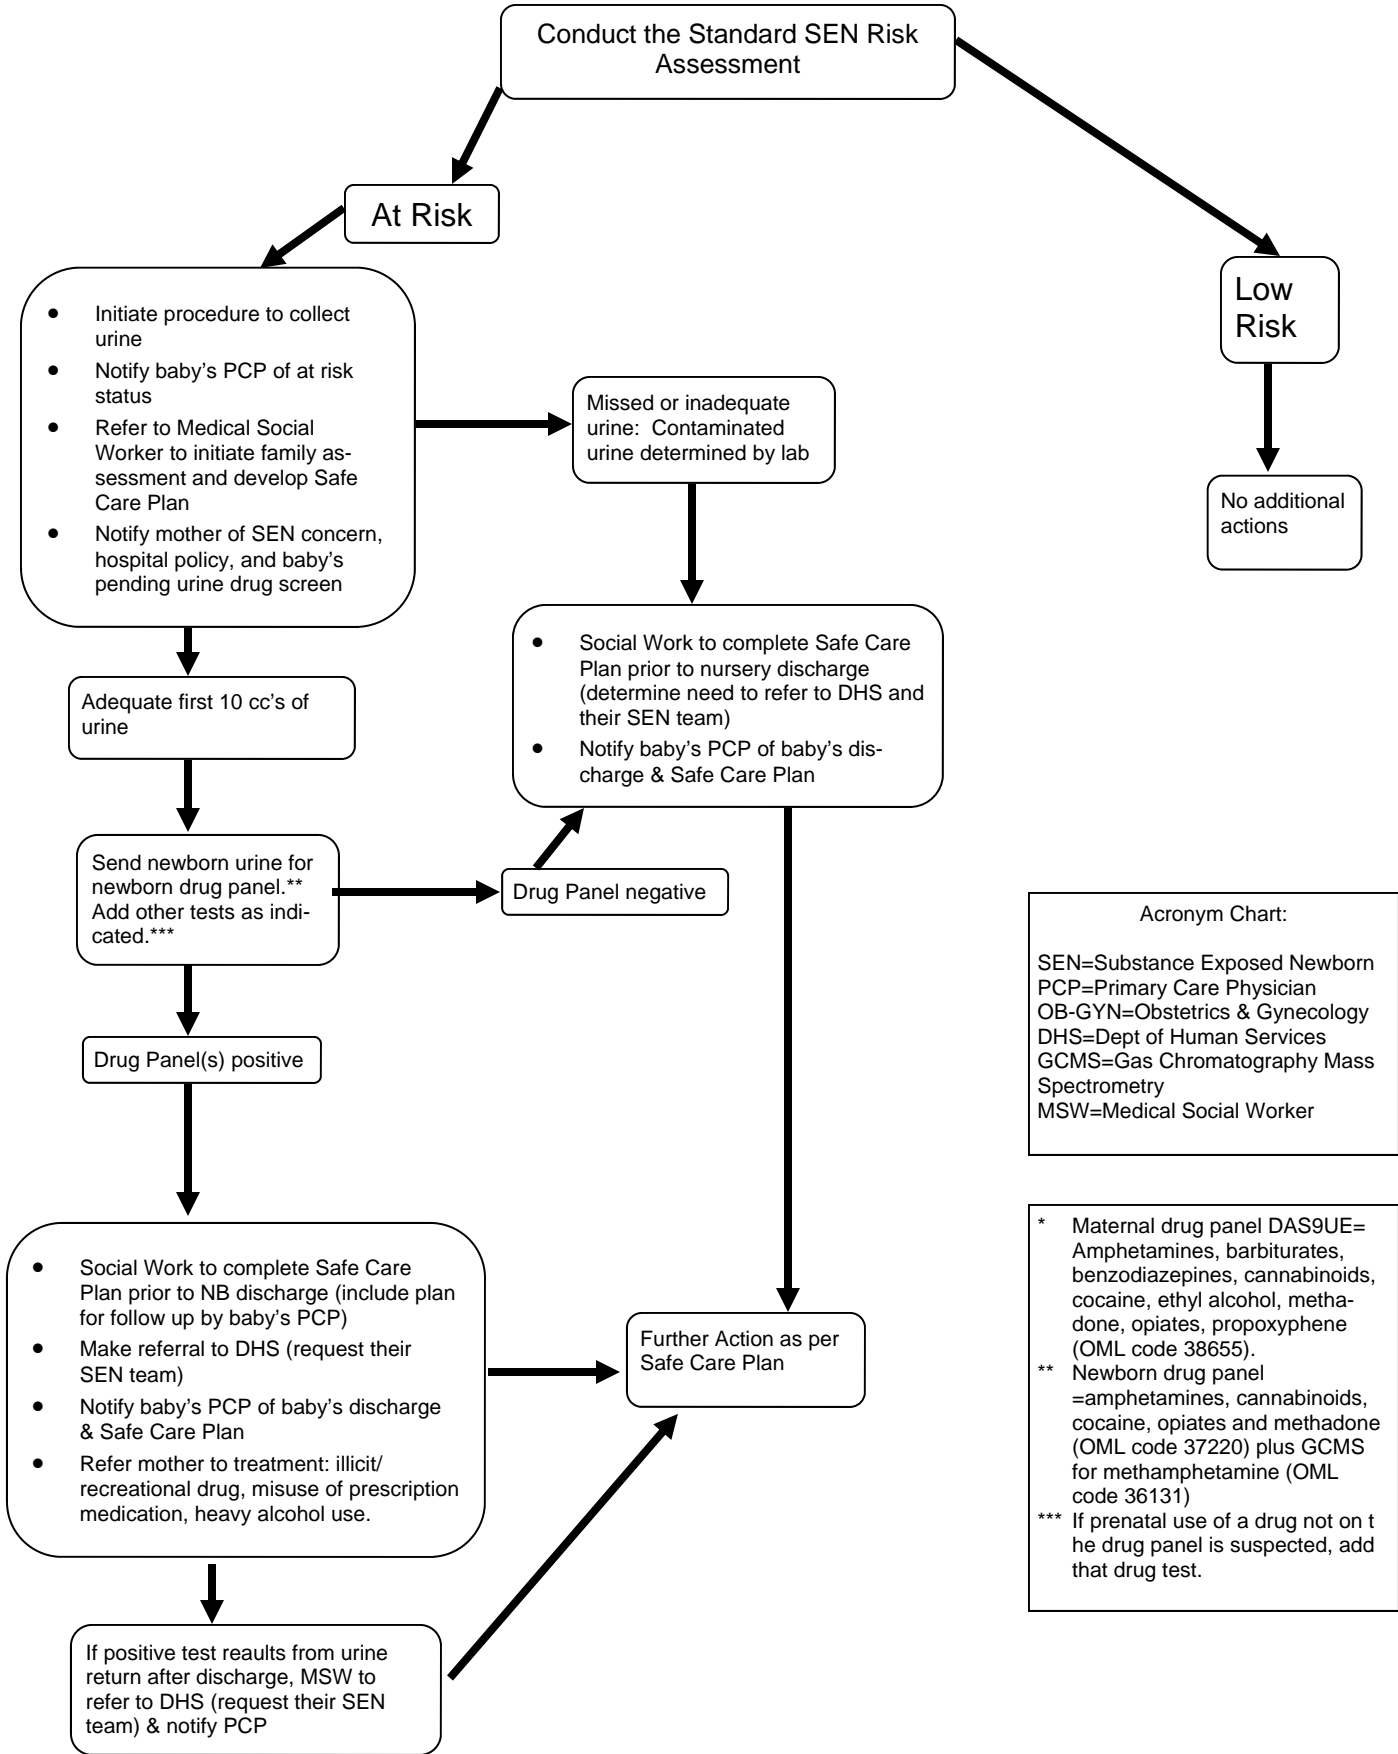 Conduct the Standard SEN Risk
Assessment
At Risk
Low
Risk
• Initiate procedure to collect
urine
• Notify baby's PCP of at risk
status
• Refer to Medical Social
Worker to initiate family as-
sessment and develop Safe
Care Plan
• Notify mother of SEN concern,
hospital policy, and baby's
pending urine drug screen
Missed or inadequate
urine:  Contaminated
urine determined by lab
No additional
actions
• Social Work to complete Safe Care
Plan prior to nursery discharge
(determine need to refer to DHS and
their SEN team)
• Notify baby's PCP of baby's dis-
charge & Safe Care Plan
Adequate first 10 cc's of
urine
Send newborn urine for
newborn drug panel.**
Add other tests as indi-
cated.***
Drug Panel negative
Drug Panel(s) positive
Acronym Chart:
SEN=Substance Exposed Newborn
PCP=Primary Care Physician
OB-GYN=Obstetrics & Gynecology
DHS=Dept of Human Services
GCMS=Gas Chromatography Mass
Spectrometry
MSW=Medical Social Worker
• Social Work to complete Safe Care
Plan prior to NB discharge (include plan
for follow up by baby's PCP)
• Make referral to DHS (request their
SEN team)
• Notify baby's PCP of baby's discharge
& Safe Care Plan
• Refer mother to treatment: illicit/
recreational drug, misuse of prescription
medication, heavy alcohol use.
Further Action as per
Safe Care Plan
* Maternal drug panel DAS9UE=
Amphetamines, barbiturates,
benzodiazepines, cannabinoids,
cocaine, ethyl alcohol, metha-
done, opiates, propoxyphene
(OML code 38655).
** Newborn drug panel
=amphetamines, cannabinoids,
cocaine, opiates and methadone
(OML code 37220) plus GCMS
for methamphetamine (OML
code 36131)
*** If prenatal use of a drug not on t
he drug panel is suspected, add
that drug test.
If positive test reaults from urine
return after discharge, MSW to
refer to DHS (request their SEN
team) & notify PCP